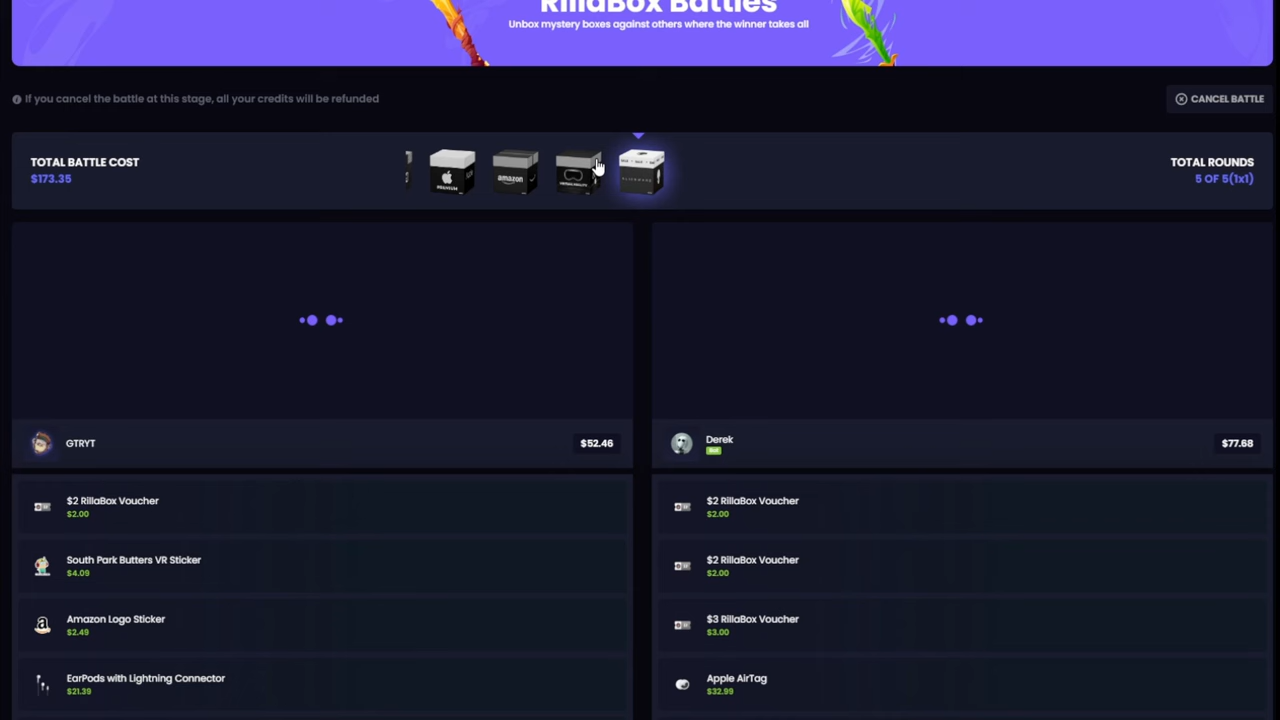 RillaBox Battles
Unbox mystery boxes against others where the winner takes all
If you cancel the battle at this stage, all your credits will be refunded
CANCEL BATTLE
TOTAL BATTLE COST
$173.35
PREMIUM
amazon
TOTAL ROUNDS
5 OF 5(1x1)
GTRYT
$52.46
Derek
Bot
$77.68
$2 RillaBox Voucher
$2.00
South Park Butters VR Sticker
$4.09
Amazon Logo Sticker
$2.49
EarPods with Lightning Connector
$21.39
$2 RillaBox Voucher
$2.00
$2 RillaBox Voucher
$2.00
$3 RillaBox Voucher
$3.00
Apple AirTag
$32.99